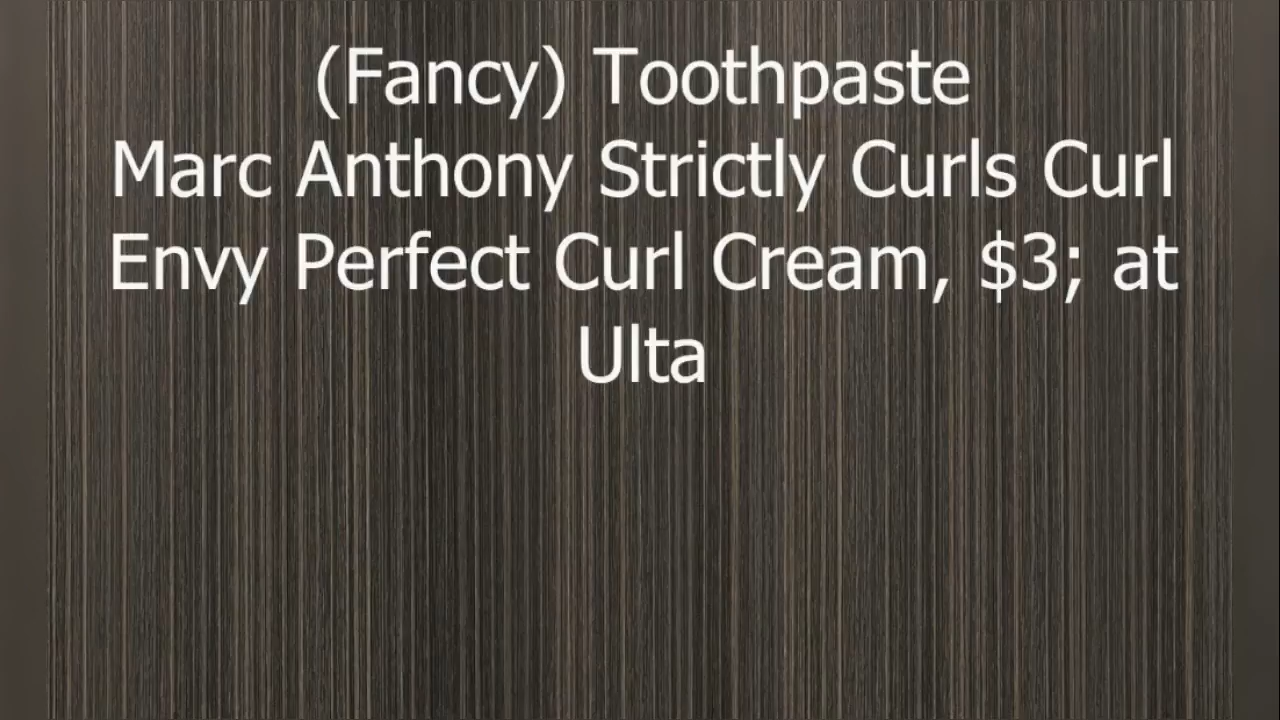 (Fancy) Toothpaste
Marc Anthony Strictly Curls Curl
Envy Perfect Curl Cream, $3; at
Ulta